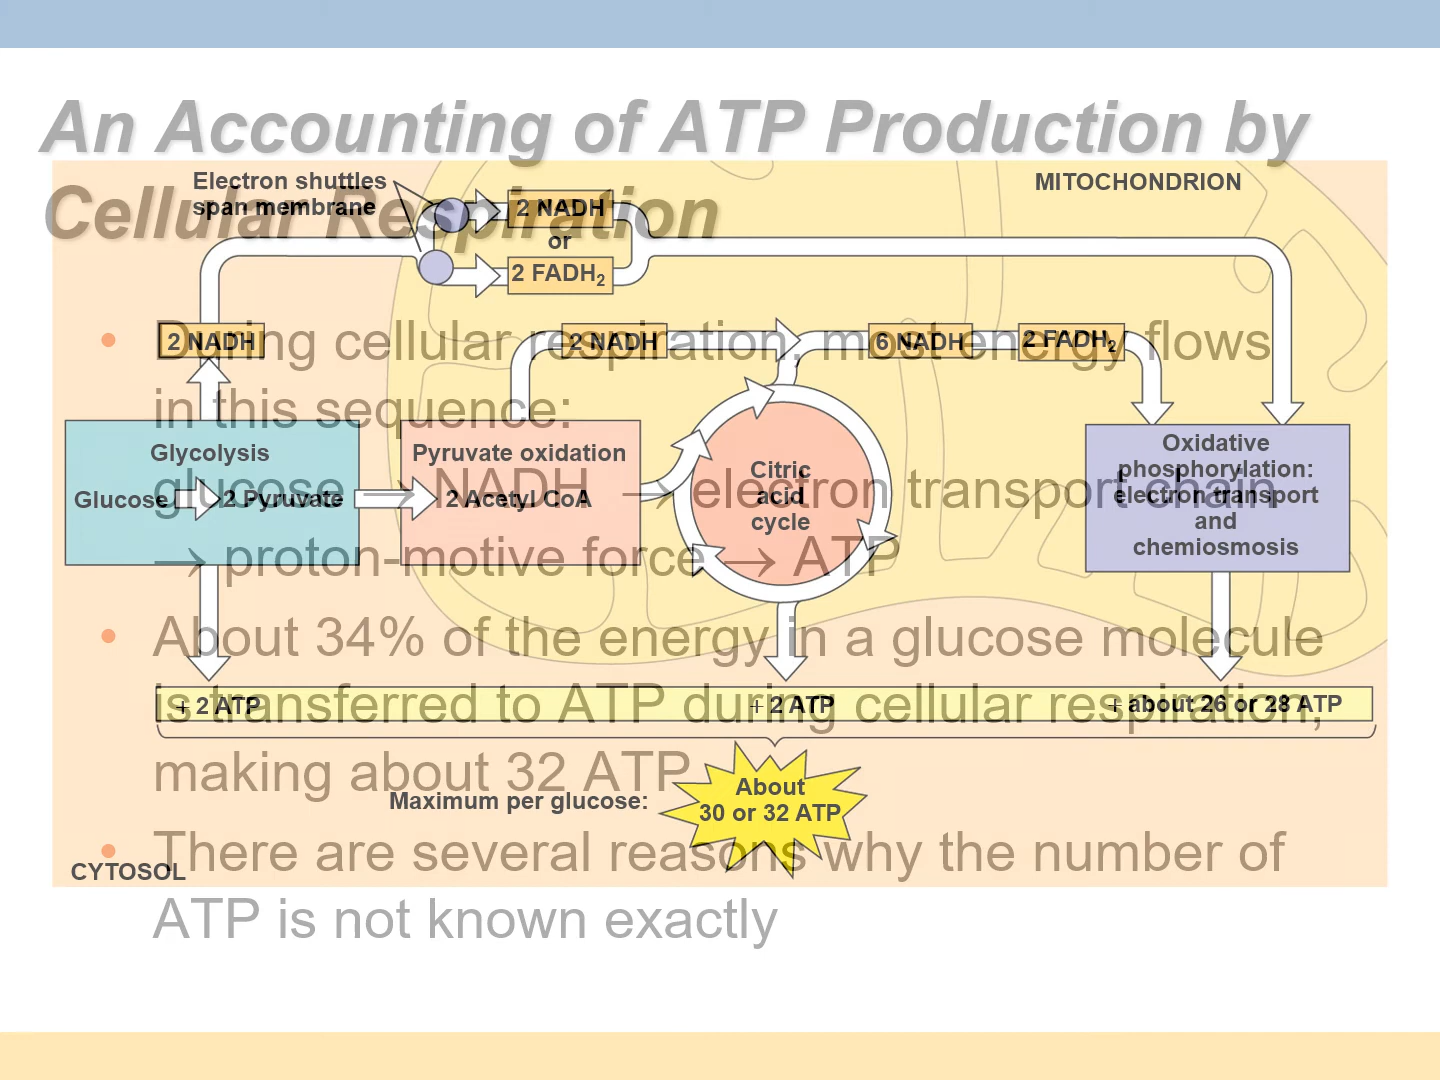 An Accounting of ATP Production by
Cellular Respiration
• During cellular respiration, most energy flows
in this sequence:
glucose → NADH → electron transport chain
→ proton-motive force → ATP
• About 34% of the energy in a glucose molecule
is transferred to ATP during cellular respiration,
making about 32 ATP
• There are several reasons why the number of
ATP is not known exactly
Electron shuttles
span membrane
MITOCHONDRION
2 NADH
or
2 FADH₂
2 NADH
2 NADH
6 NADH
2 FADH₂
Glycolysis
Glucose
2 Pyruvate
Pyruvate oxidation
2 Acetyl CoA
Citric
acid
cycle
Oxidative
phosphorylation:
electron transport
and
chemiosmosis
+ 2 ATP
+ 2 ATP
+ about 26 or 28 ATP
Maximum per glucose:
About
30 or 32 ATP
CYTOSOL